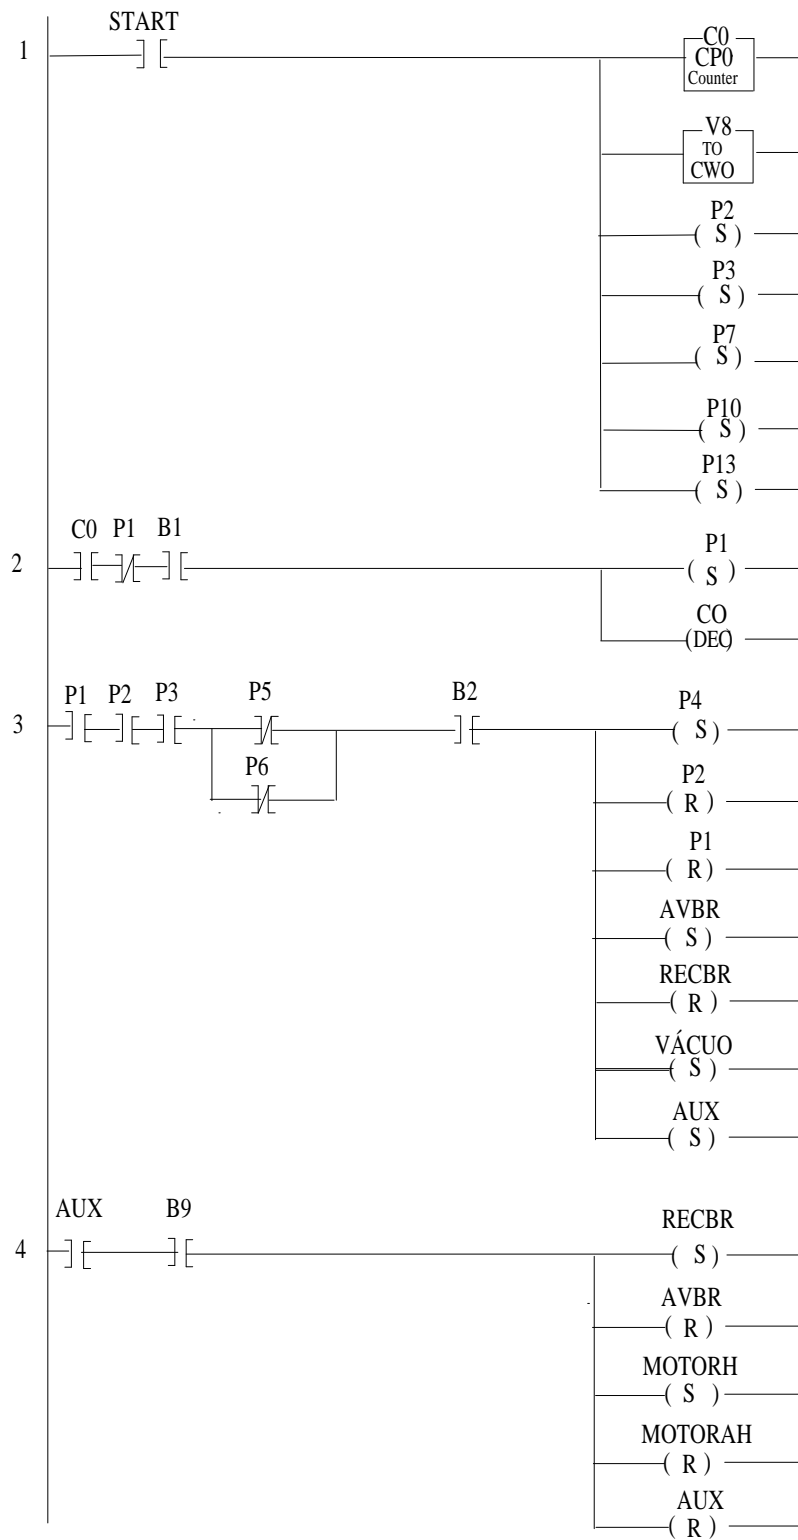 START
1
C0
CP0
Counter
V8
TO
CWO
P2
( S )
P3
( S )
P7
( S )
P10
( S )
P13
( S )
C0 P1 B1
2
P1
( S )
CO
(DEC)
P1 P2 P3 P5 B2
3
P6
P4
( S )
P2
( R )
P1
( R )
AVBR
( S )
RECBR
( R )
VÁCUO
( S )
AUX
( S )
AUX B9
4
RECBR
( S )
AVBR
( R )
MOTORH
( S )
MOTORAH
( R )
AUX
( R )